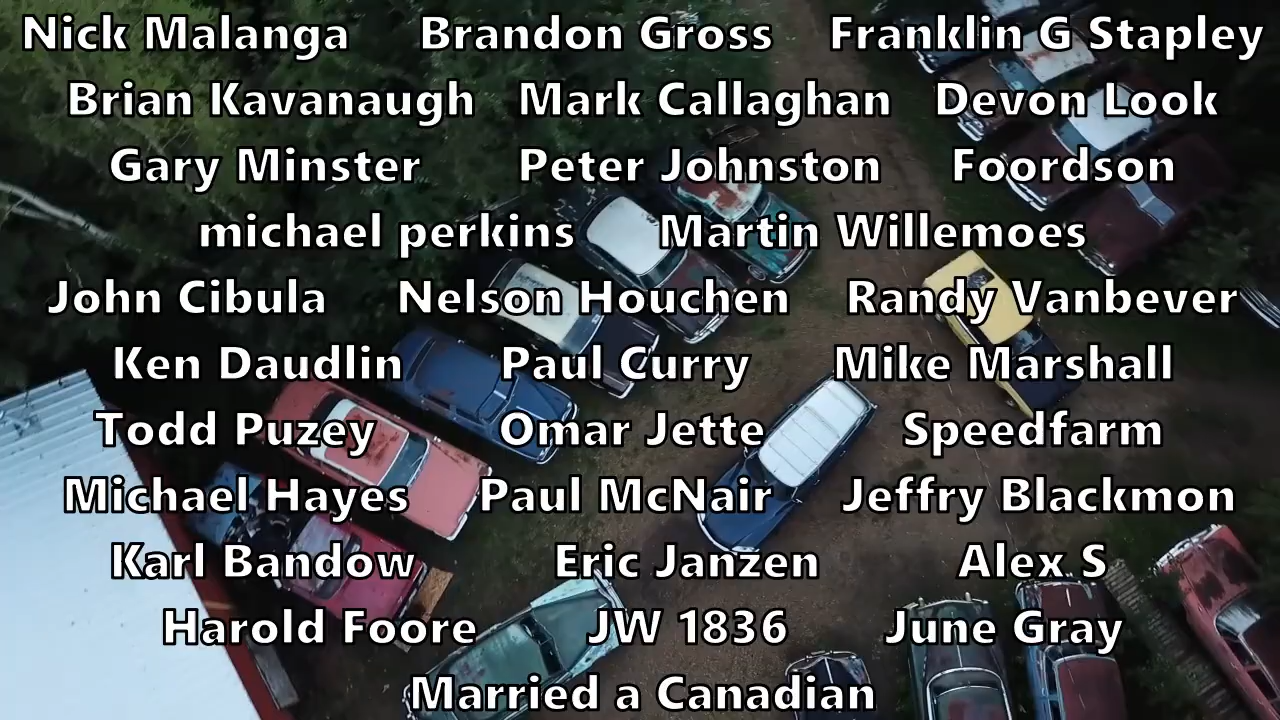 Nick Malanga Brandon Gross Franklin G Stapley
Brian Kavanaugh Mark Callaghan Devon Look
Gary Minster Peter Johnston Foordson
michael perkins Martin Willemoes
John Cibula Nelson Houchen Randy Vanbever
Ken Daudlin Paul Curry Mike Marshall
Todd Puzey Omar Jette Speedfarm
Michael Hayes Paul McNair Jeffry Blackmon
Karl Bandow Eric Janzen Alex S
Harold Foore JW 1836 June Gray
Married a Canadian